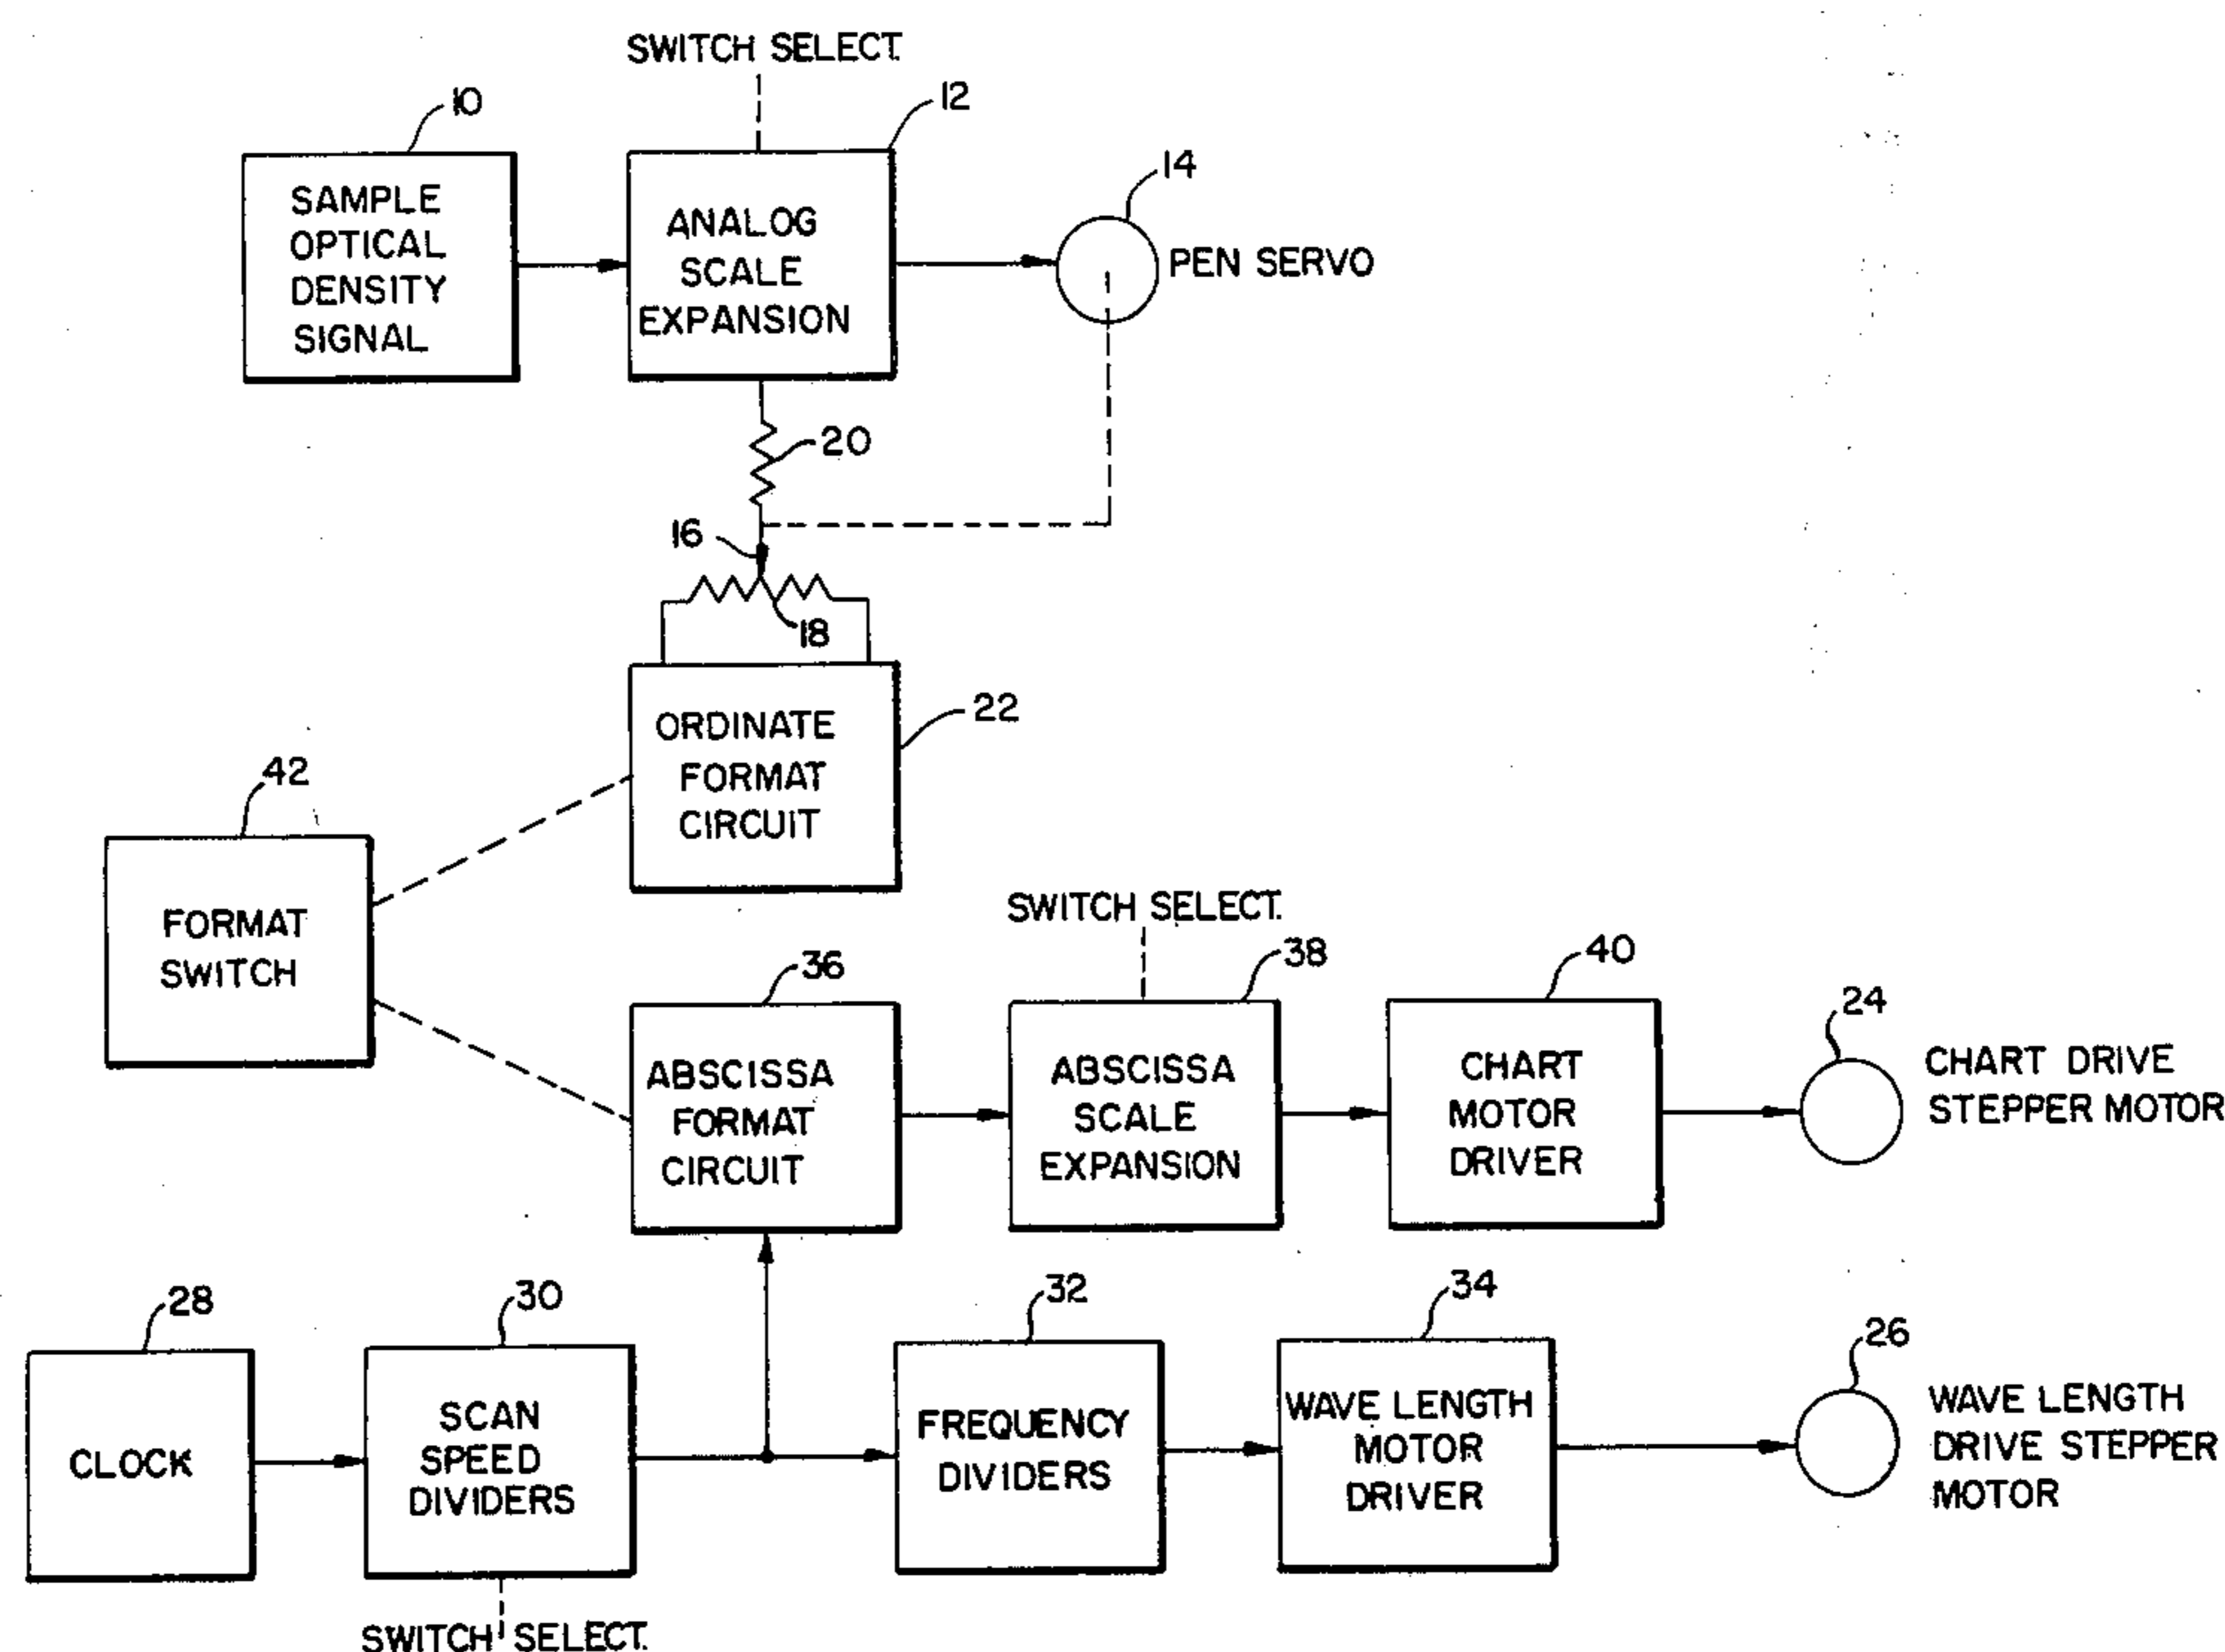 SWITCH SELECT.
10
12
14
SAMPLE
OPTICAL
DENSITY
SIGNAL
ANALOG
SCALE
EXPANSION
PEN SERVO
20
16
18
22
ORDINATE
FORMAT
CIRCUIT
42
FORMAT
SWITCH
SWITCH SELECT.
36
38
40
24
ABSCISSA
FORMAT
CIRCUIT
ABSCISSA
SCALE
EXPANSION
CHART
MOTOR
DRIVER
CHART DRIVE
STEPPER MOTOR
28
30
32
34
26
CLOCK
SCAN
SPEED
DIVIDERS
FREQUENCY
DIVIDERS
WAVE LENGTH
MOTOR
DRIVER
WAVE LENGTH
DRIVE STEPPER
MOTOR
SWITCH SELECT.